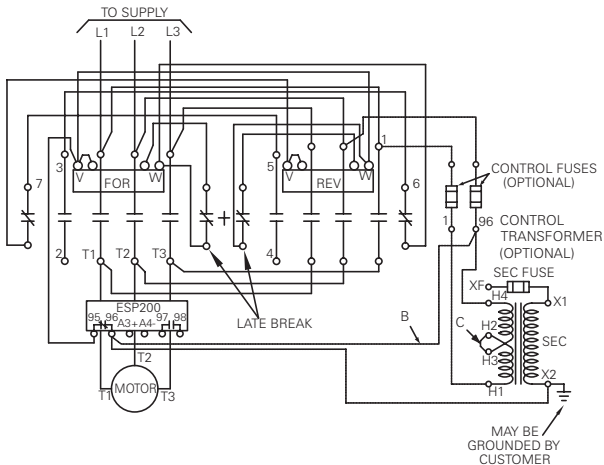 TO SUPPLY
L1 L2 L3
3 5 1
V W V W
FOR REV
7 6
CONTROL FUSES
(OPTIONAL)
+
1 96
CONTROL
TRANSFORMER
(OPTIONAL)
2 T1 T2 T3 4
SEC FUSE
XF
H4 X1
ESP200
95 96 A3+A4- 97 98
LATE BREAK
B C
H2 SEC
H3
T2
X2
H1
T1 MOTOR T3
MAY BE
GROUNDED BY
CUSTOMER